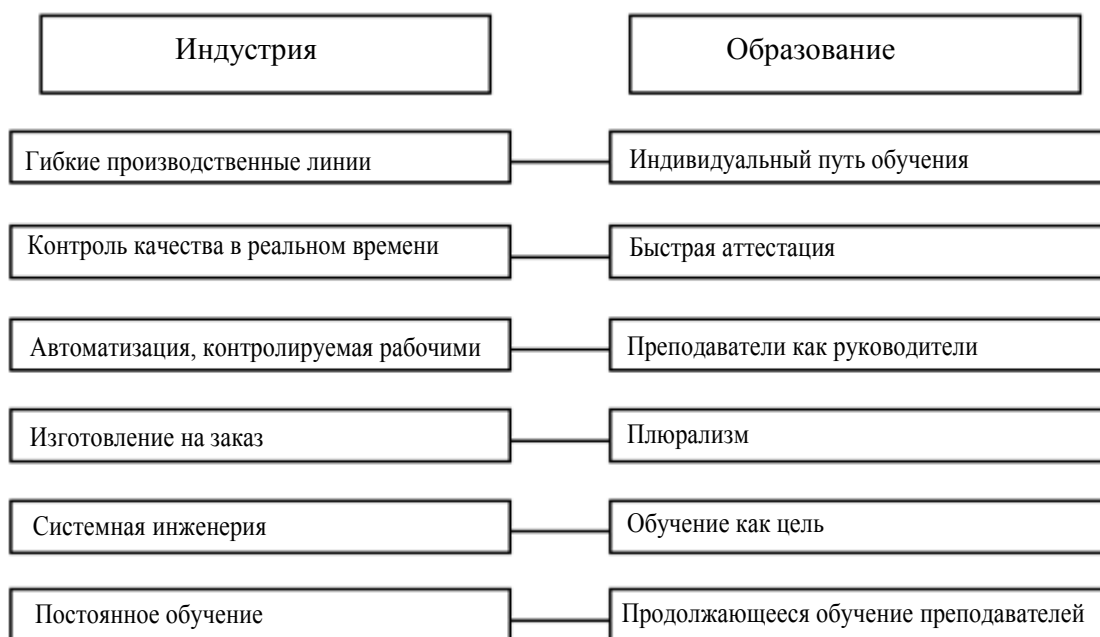 Индустрия
Образование
Гибкие производственные линии
Индивидуальный путь обучения
Контроль качества в реальном времени
Быстрая аттестация
Автоматизация, контролируемая рабочими
Преподаватели как руководители
Изготовление на заказ
Плюрализм
Системная инженерия
Обучение как цель
Постоянное обучение
Продолжающееся обучение преподавателей